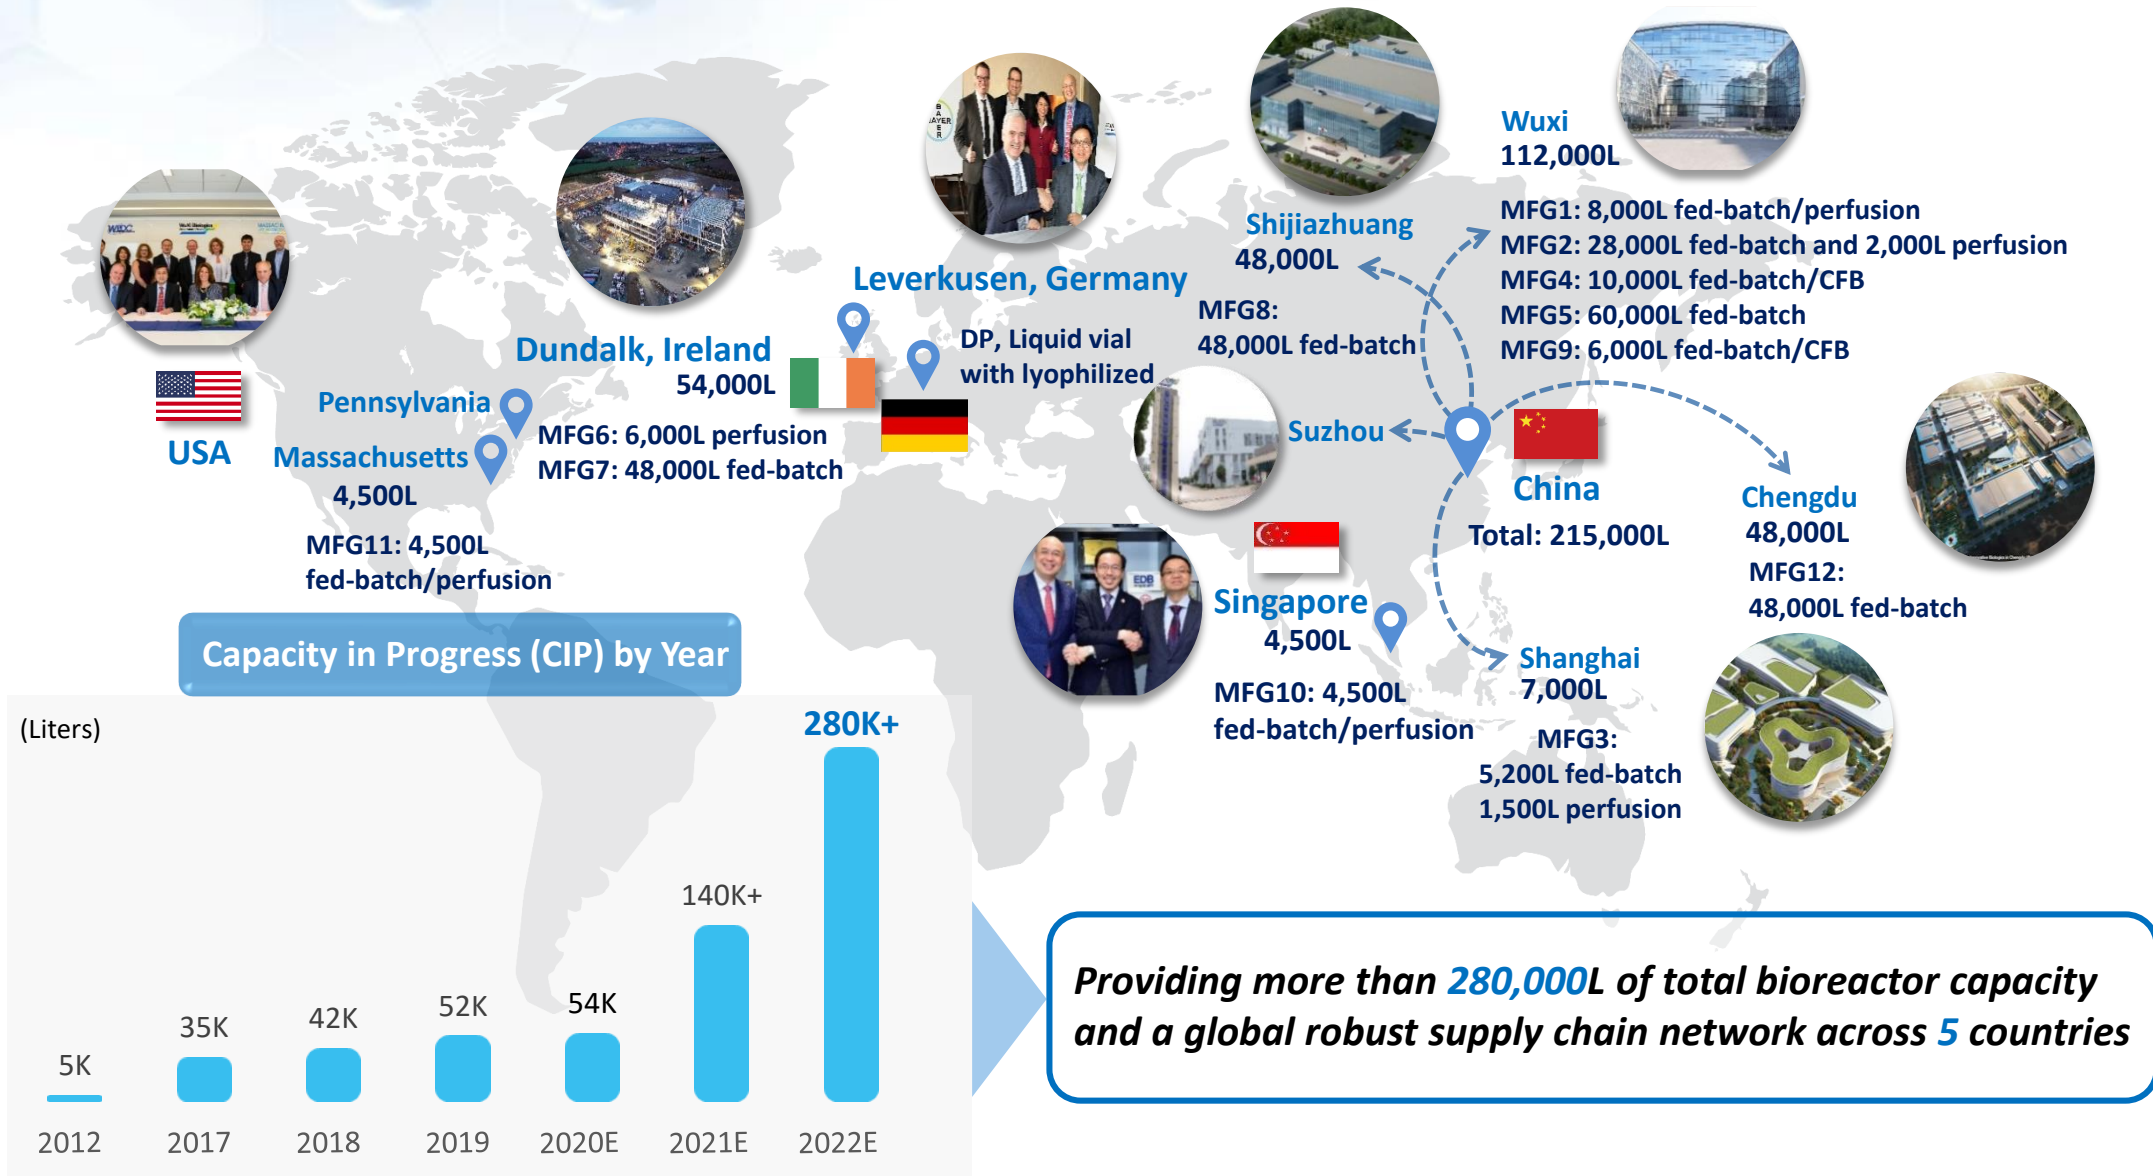 USA
Pennsylvania
Massachusetts
4,500L
MFG11: 4,500L
fed-batch/perfusion
Dundalk, Ireland
54,000L
MFG6: 6,000L perfusion
MFG7: 48,000L fed-batch
Leverkusen, Germany
DP, Liquid vial
with lyophilized
Shijiazhuang
48,000L
MFG8:
48,000L fed-batch
Wuxi
112,000L
MFG1: 8,000L fed-batch/perfusion
MFG2: 28,000L fed-batch and 2,000L perfusion
MFG4: 10,000L fed-batch/CFB
MFG5: 60,000L fed-batch
MFG9: 6,000L fed-batch/CFB
Suzhou
China
Total: 215,000L
Chengdu
48,000L
MFG12:
48,000L fed-batch
EDB
Singapore
4,500L
MFG10: 4,500L
fed-batch/perfusion
Shanghai
7,000L
MFG3:
5,200L fed-batch
1,500L perfusion
Capacity in Progress (CIP) by Year
(Liters)
5K
35K
42K
52K
54K
140K+
280K+
2012
2017
2018
2019
2020E
2021E
2022E
Providing more than 280,000L of total bioreactor capacity
and a global robust supply chain network across 5 countries